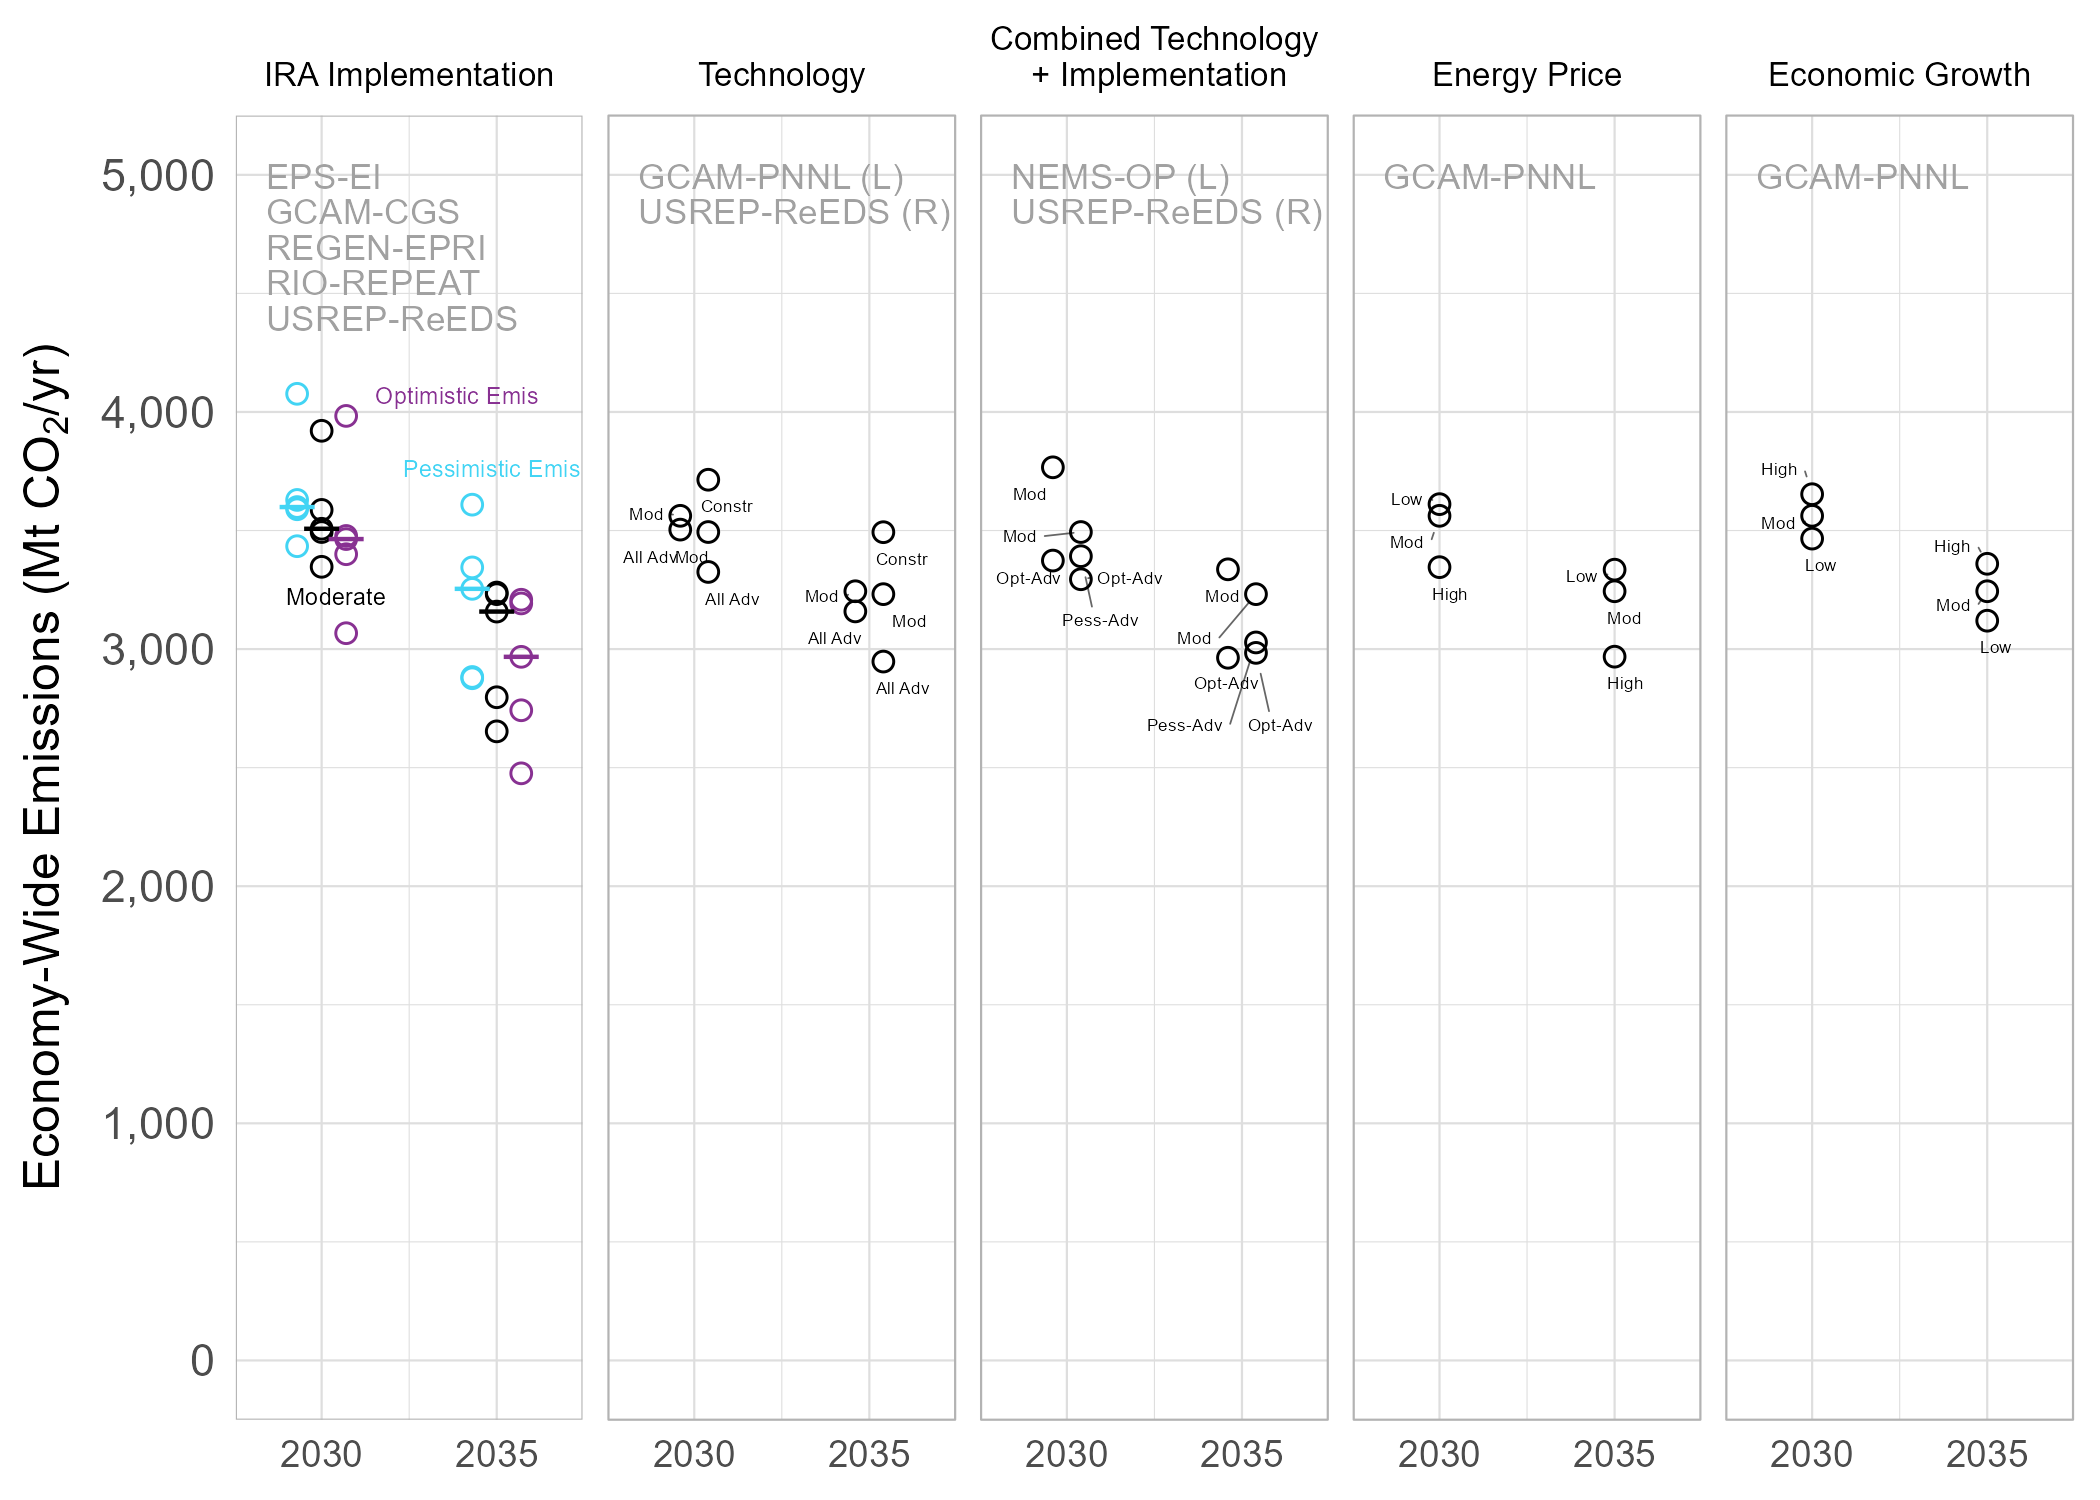 Combined Technology
IRA Implementation
Technology
+ Implementation
Energy Price
Economic Growth
Economy-Wide Emissions (Mt CO₂/yr)
5,000
4,000
3,000
2,000
1,000
0
EPS-EI
GCAM-CGS
REGEN-EPRI
RIO-REPEAT
USREP-ReEDS
Optimistic Emis
Pessimistic Emis
Moderate
2030
2035
GCAM-PNNL (L)
USREP-ReEDS (R)
Constr
Mod
All Adv
Mod
All Adv
Constr
Mod
Mod
All Adv
All Adv
2030
2035
NEMS-OP (L)
USREP-ReEDS (R)
Mod
Mod
Opt-Adv
Opt-Adv
Pess-Adv
Mod
Mod
Opt-Adv
Pess-Adv
Opt-Adv
2030
2035
GCAM-PNNL
Low
Mod
High
Low
Mod
High
2030
2035
GCAM-PNNL
High
Mod
Low
High
Mod
Low
2030
2035